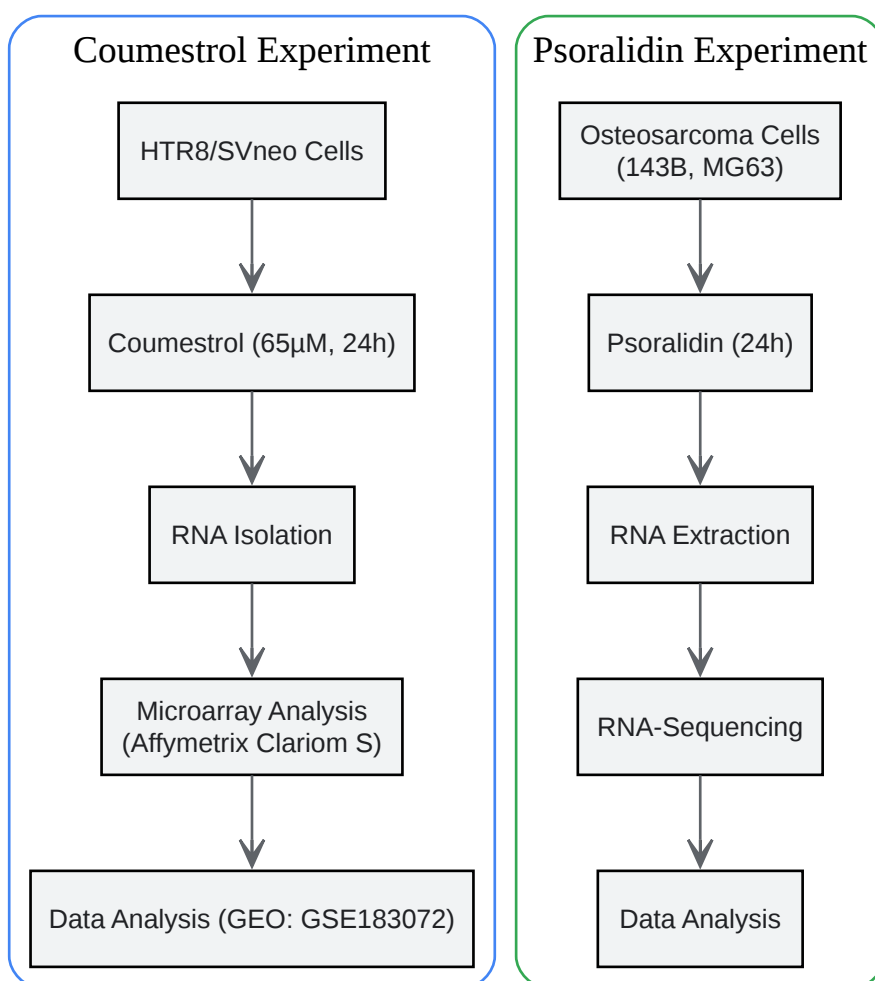 Coumestrol Experiment
HTR8/SVneo Cells
Coumestrol (65µM, 24h)
RNA Isolation
Microarray Analysis
(Affymetrix Clariom S)
Data Analysis (GEO: GSE183072)
Psoralidin Experiment
Osteosarcoma Cells
(143B, MG63)
Psoralidin (24h)
RNA Extraction
RNA-Sequencing
Data Analysis